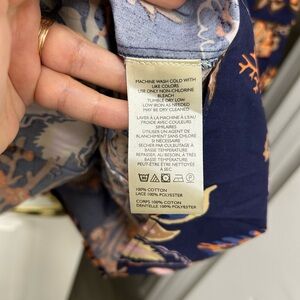 MACHINE WASH COLD WITH
LIKE COLORS
USE ONLY NON-CHLORINE
BLEACH
TUMBLE DRY LOW
LOW IRON AS NEEDED
MAY BE DRY CLEANED
LAVER À LA MACHINE À L'EAU
FROIDE AVEC COULEURS
SIMILAIRES
UTILISER UN AGENT DE
BLANCHIMENT SANS CHLORE
SI NÉCESSAIRE
SÉCHER PAR CULBUTAGE À
BASSE TEMPÉRATURE
REPASSAGE, AU BESOIN, À
BASSE TEMPÉRATURE
PEUT-ÊTRE ÊTRE NETTOYÉ
À SEC
100% COTTON
LACE 100% POLYESTER
CORPS 100% COTON
DENTELLE 100% POLYESTER